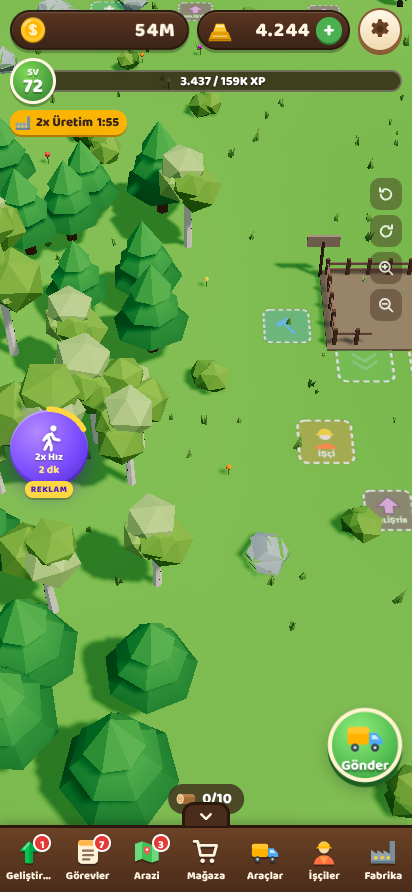 54M
4.244
SV
72
3.437 / 159K XP
2x Üretim 1:55
İŞÇİ
2x Hız
2 dk
REKLAM
Gönder
0/10
1
7
3
Geliştir...
Görevler
Arazi
Mağaza
Araçlar
İşçiler
Fabrika